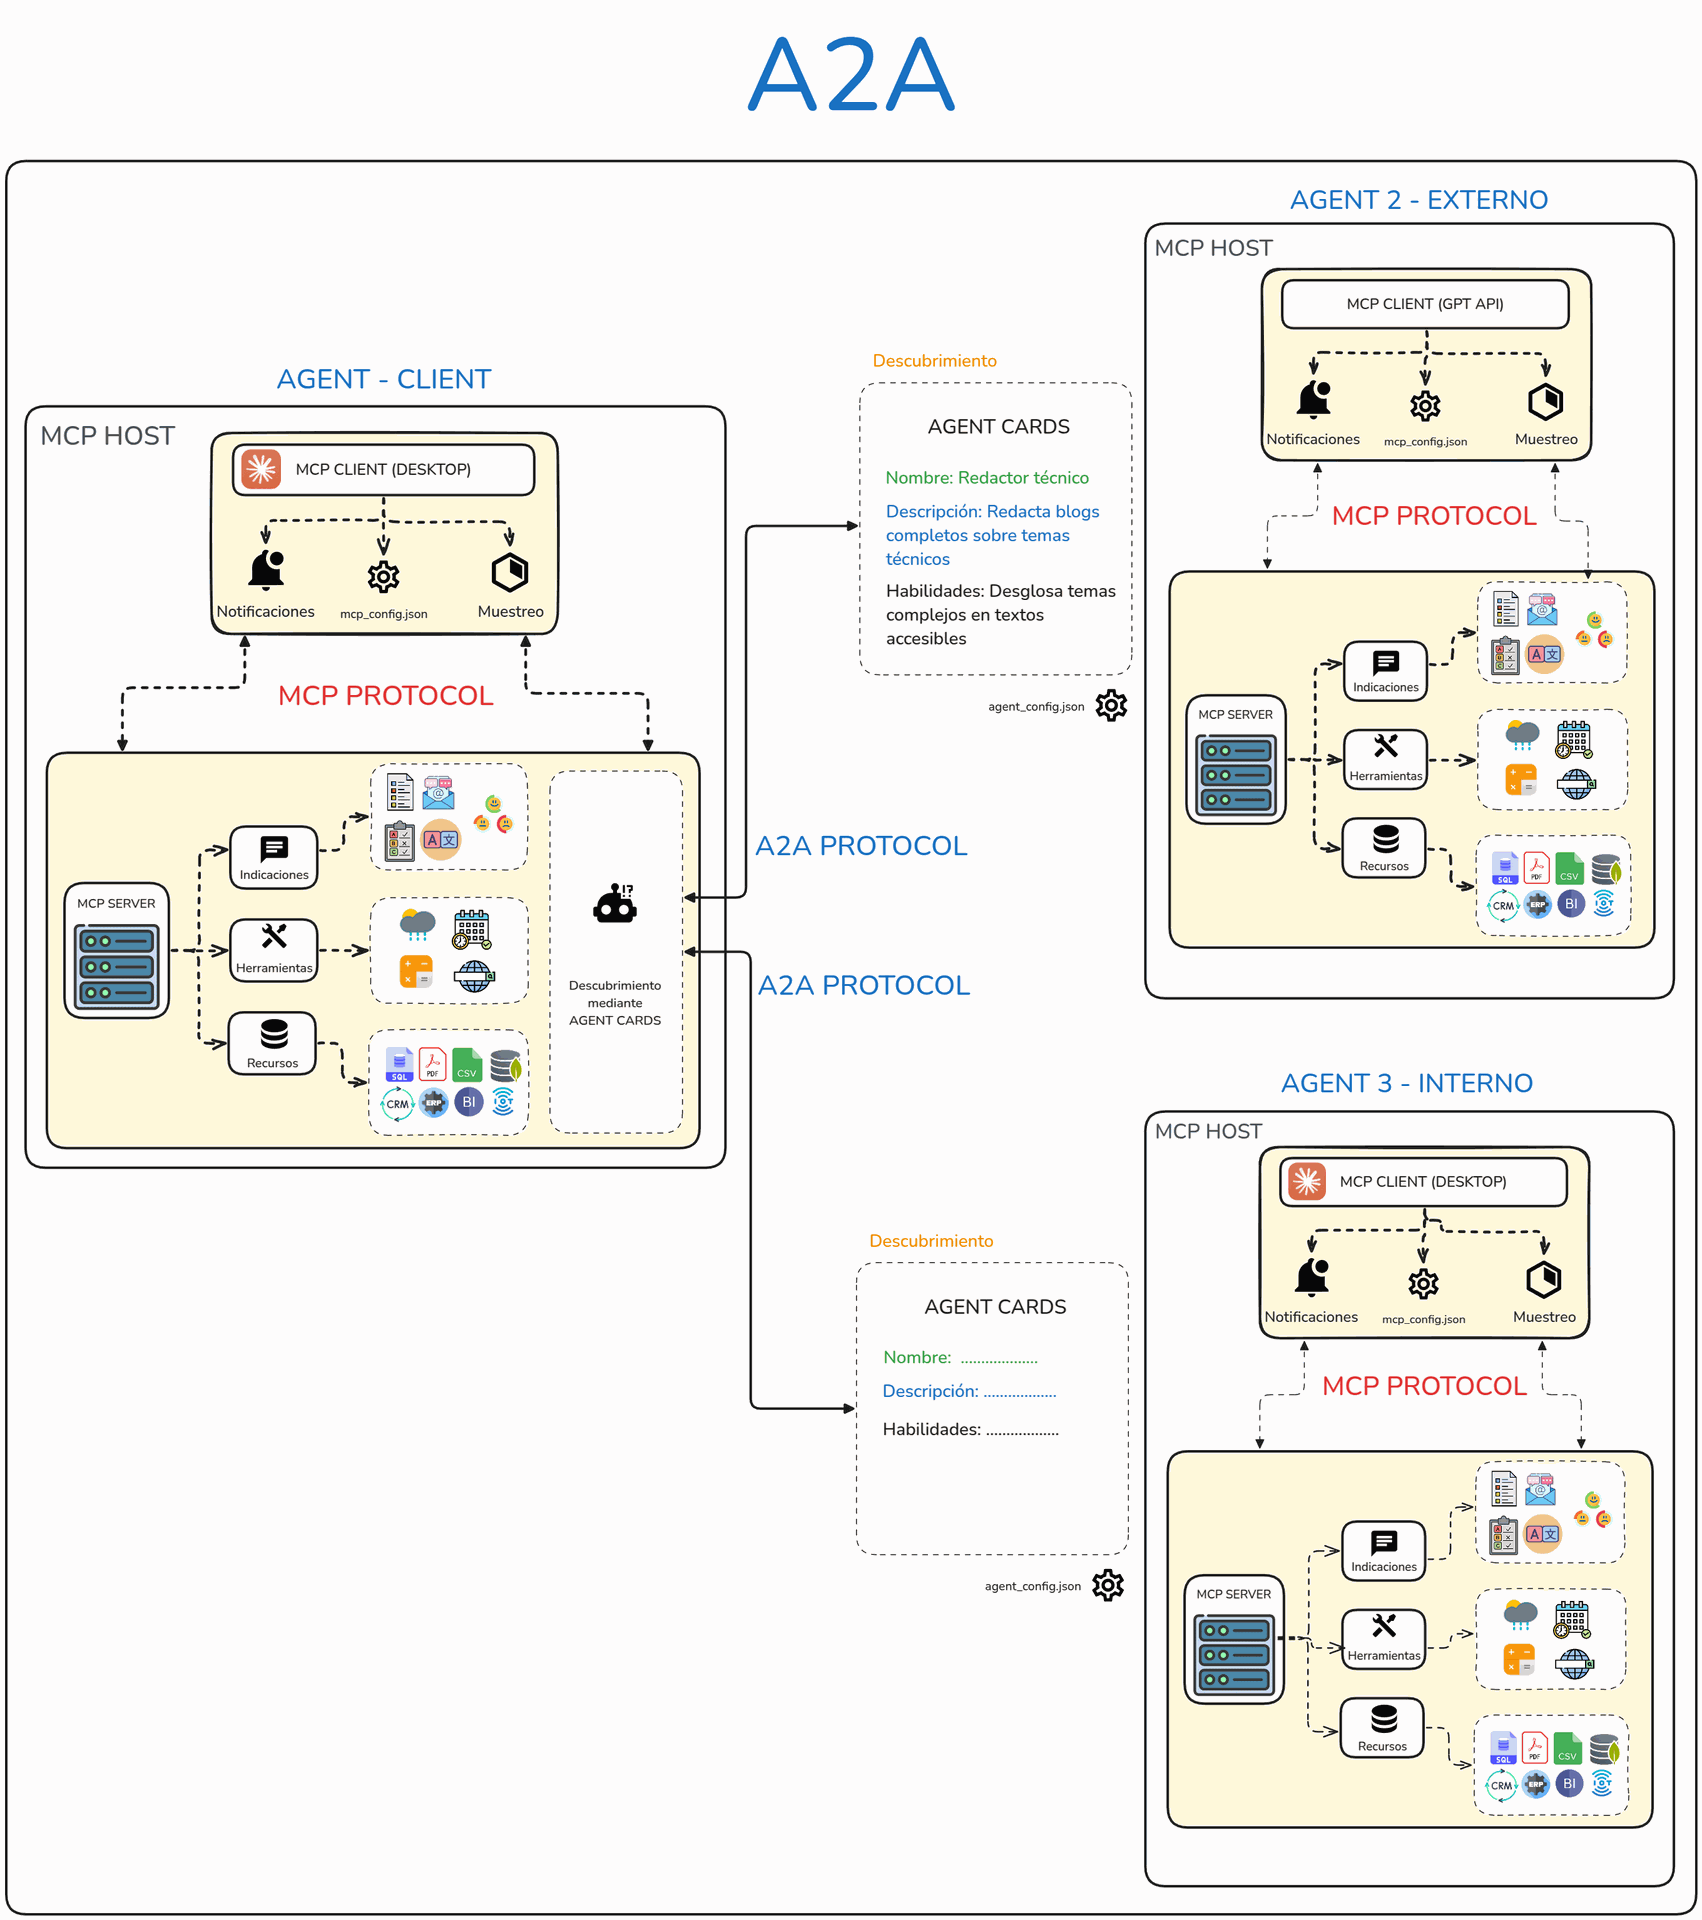 A2A
AGENT - CLIENT
MCP HOST
MCP CLIENT (DESKTOP)
Notificaciones
mcp_config.json
Muestreo
MCP PROTOCOL
MCP SERVER
Indicaciones
Herramientas
Recursos
A
文
SQL
PDF
CSV
CRM
ERP
BI
Descubrimiento
mediante
AGENT CARDS
A2A PROTOCOL
A2A PROTOCOL
Descubrimiento
AGENT CARDS
Nombre: Redactor técnico
Descripción: Redacta blogs
completos sobre temas
técnicos
Habilidades: Desglosa temas
complejos en textos
accesibles
agent_config.json
Descubrimiento
AGENT CARDS
Nombre: ...................
Descripción: ..................
Habilidades: ..................
agent_config.json
AGENT 2 - EXTERNO
MCP HOST
MCP CLIENT (GPT API)
Notificaciones
mcp_config.json
Muestreo
MCP PROTOCOL
MCP SERVER
Indicaciones
Herramientas
Recursos
A
文
SQL
PDF
CSV
CRM
ERP
BI
AGENT 3 - INTERNO
MCP HOST
MCP CLIENT (DESKTOP)
Notificaciones
mcp_config.json
Muestreo
MCP PROTOCOL
MCP SERVER
Indicaciones
Herramientas
Recursos
A
文
SQL
PDF
CSV
CRM
ERP
BI